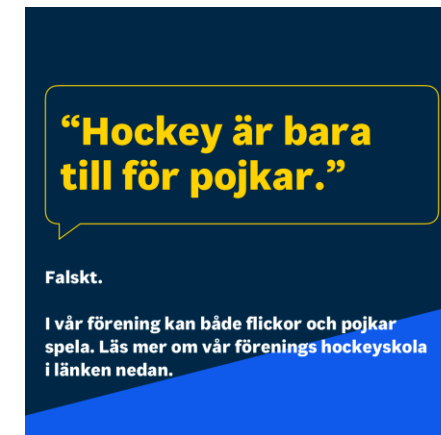 “Hockey är bara
till för pojkar.”
Falskt.
I vår förening kan både flickor och pojkar
spela. Läs mer om vår förenings hockeyskola
i länken nedan.